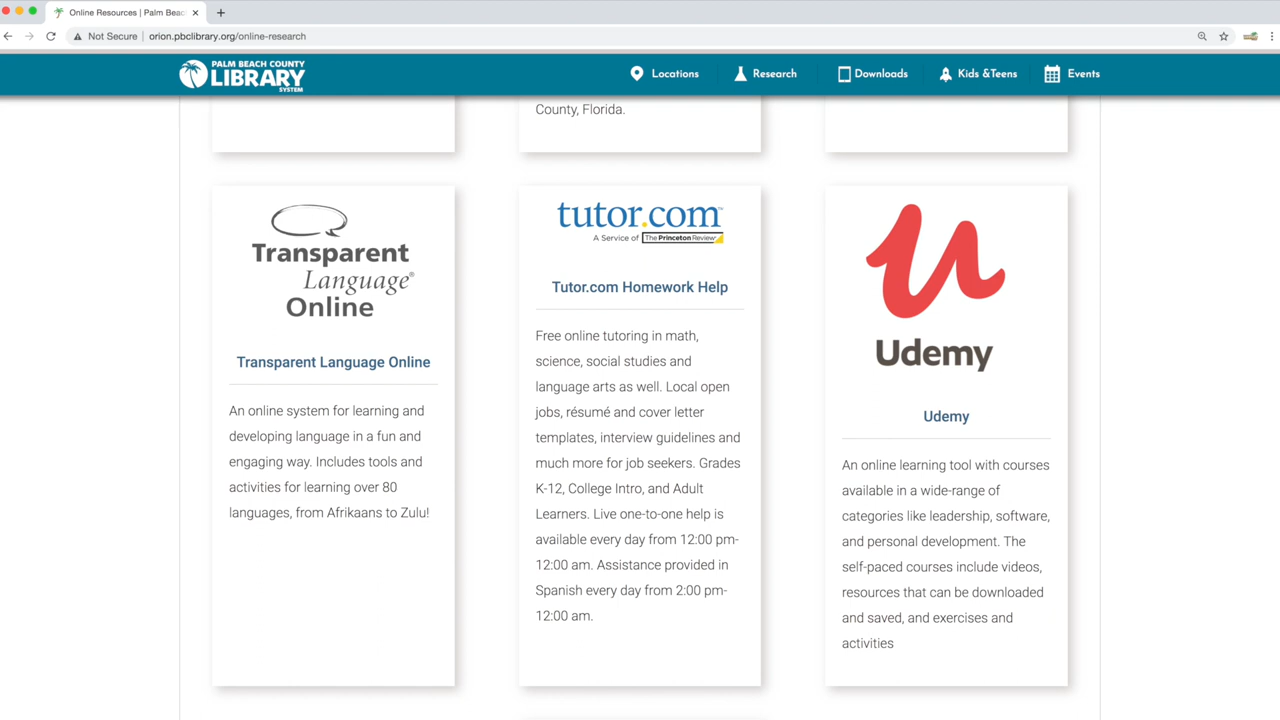 Online Resources | Palm Beac
Not Secure | orion.pbclibrary.org/online-research
PALM BEACH COUNTY
LIBRARY
SYSTEM
Locations
Research
Downloads
Kids &Teens
Events
County, Florida.
Transparent
Language®
Online
Transparent Language Online
An online system for learning and
developing language in a fun and
engaging way. Includes tools and
activities for learning over 80
languages, from Afrikaans to Zulu!
tutor.com™
A Service of The Princeton Review
Tutor.com Homework Help
Free online tutoring in math,
science, social studies and
language arts as well. Local open
jobs, résumé and cover letter
templates, interview guidelines and
much more for job seekers. Grades
K-12, College Intro, and Adult
Learners. Live one-to-one help is
available every day from 12:00 pm-
12:00 am. Assistance provided in
Spanish every day from 2:00 pm-
12:00 am.
Udemy
Udemy
An online learning tool with courses
available in a wide-range of
categories like leadership, software,
and personal development. The
self-paced courses include videos,
resources that can be downloaded
and saved, and exercises and
activities